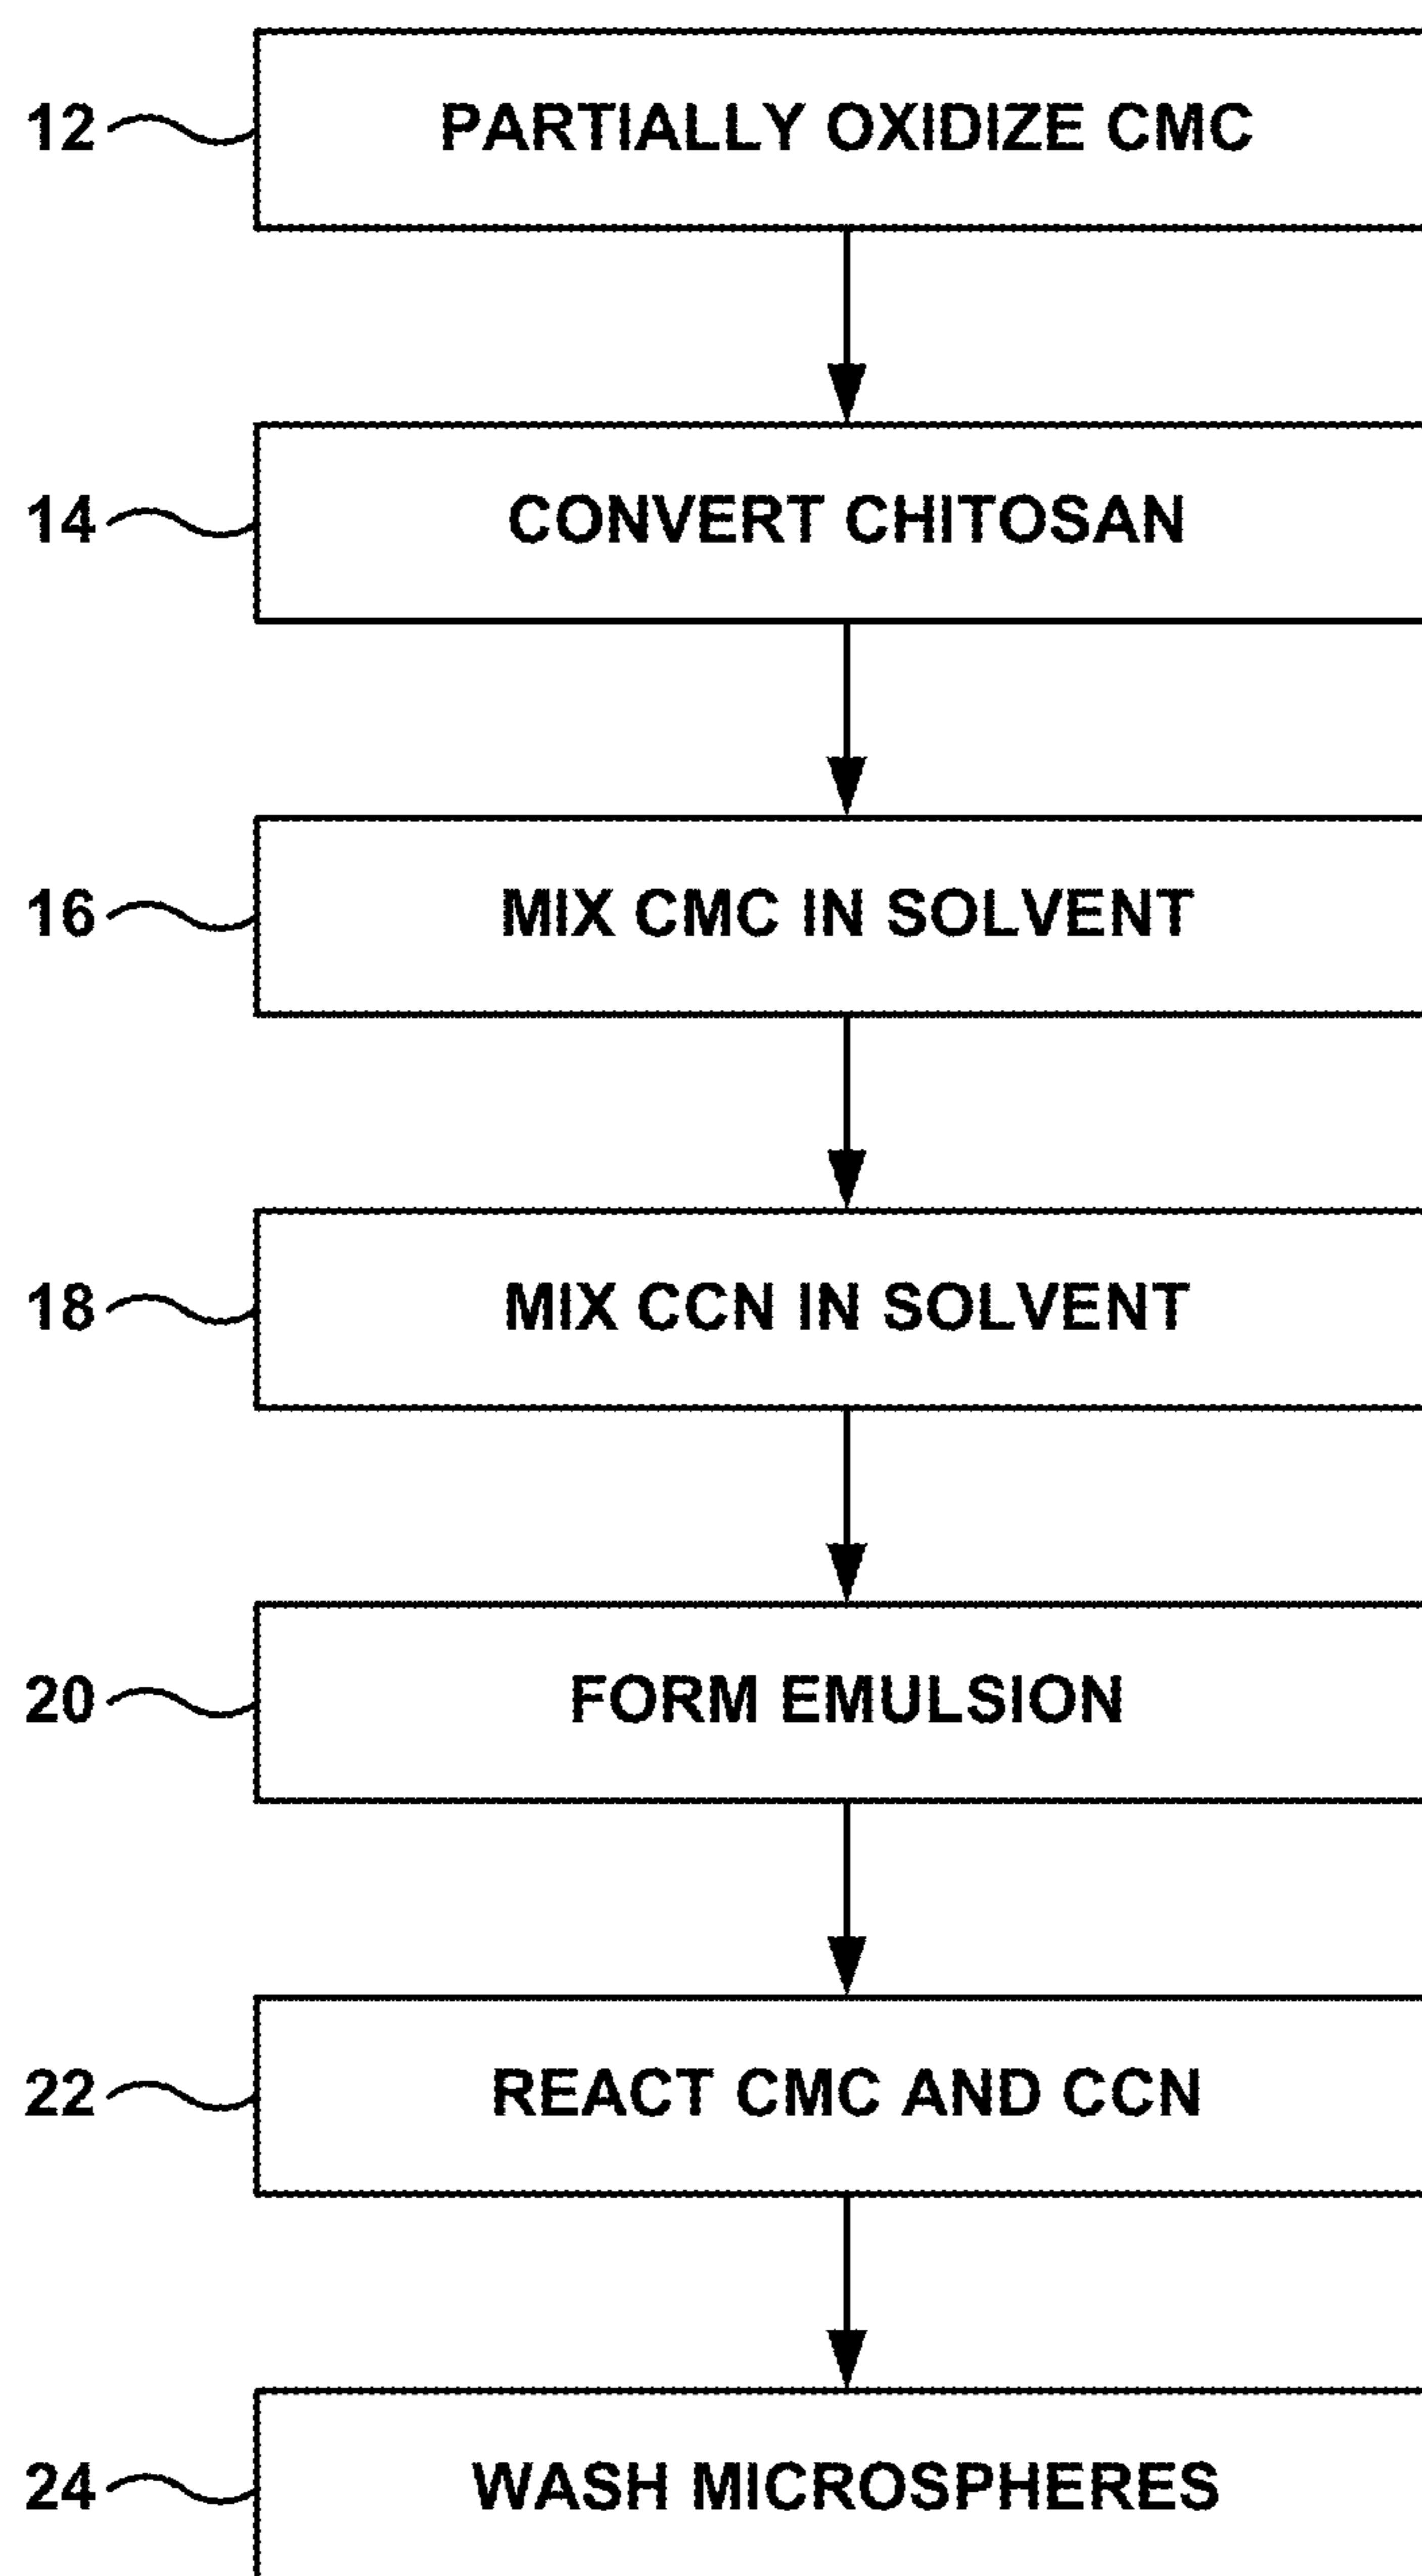 12 PARTIALLY OXIDIZE CMC
14 CONVERT CHITOSAN
16 MIX CMC IN SOLVENT
18 MIX CCN IN SOLVENT
20 FORM EMULSION
22 REACT CMC AND CCN
24 WASH MICROSPHERES